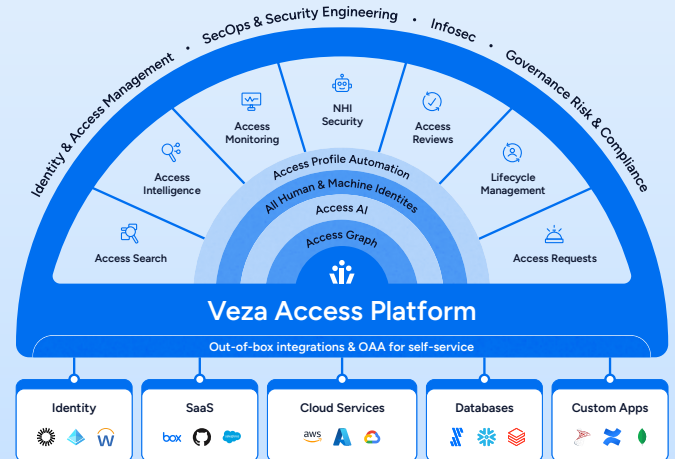 Identity & Access Management • SecOps & Security Engineering • Infosec • Governance Risk & Compliance
Access Search
Access
Intelligence
Access
Monitoring
NHI
Security
Access
Reviews
Lifecycle
Management
Access Requests
Access Profile Automation
All Human & Machine Identites
Access AI
Access Graph
Veza Access Platform
Out-of-box integrations & OAA for self-service
Identity
SaaS
Cloud Services
Databases
Custom Apps
box
aws